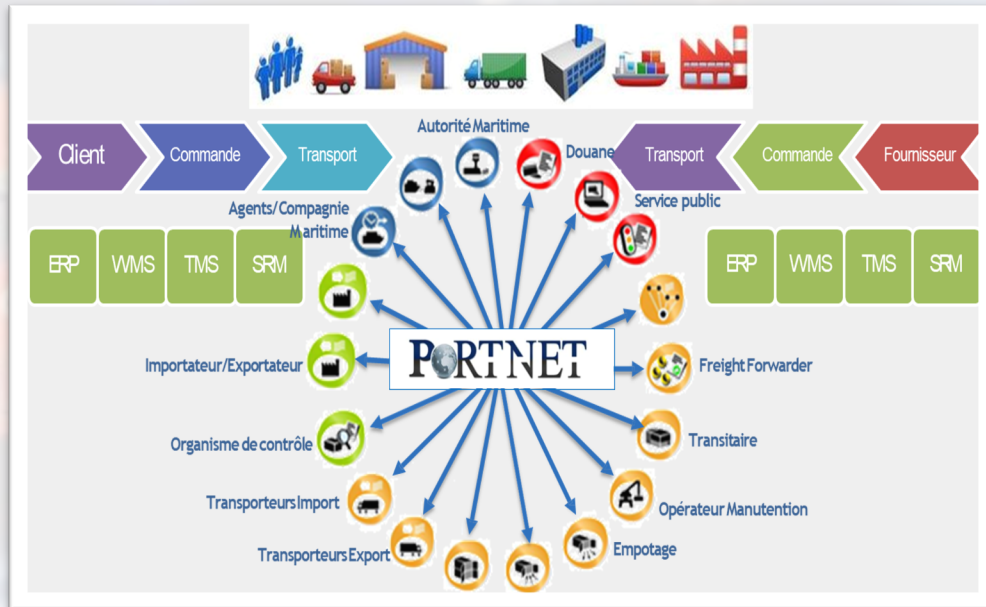 Autorité Maritime
Client
Commande
Transport
Douane
Transport
Commande
Fournisseur
Agents/Compagnie
Maritime
Service public
ERP
WMS
TMS
SRM
ERP
WMS
TMS
SRM
PORTNET
Importateur/Exportateur
Freight Forwarder
Organisme de contrôle
Transitaire
Transporteurs Import
Opérateur Manutention
Transporteurs Export
Empotage